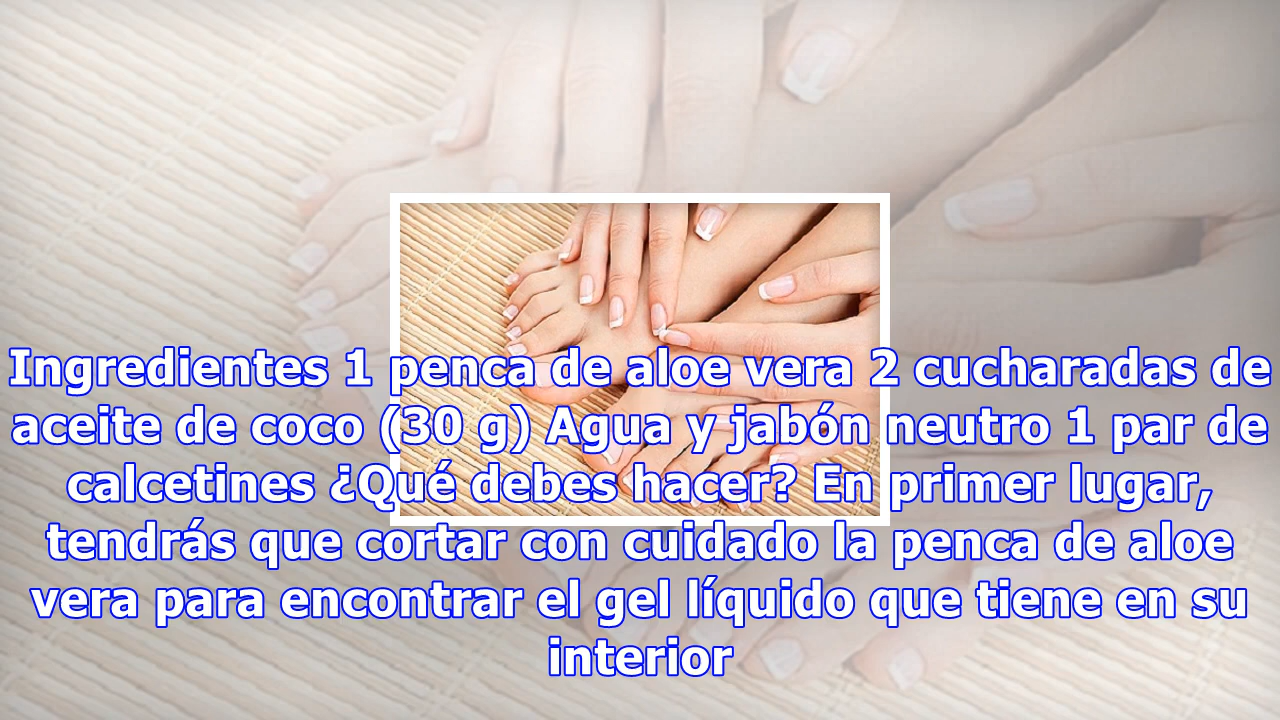 Ingredientes 1 penca de aloe vera 2 cucharadas de
aceite de coco (30 g) Agua y jabón neutro 1 par de
calcetines ¿Qué debes hacer? En primer lugar,
tendrás que cortar con cuidado la penca de aloe
vera para encontrar el gel líquido que tiene en su
interior